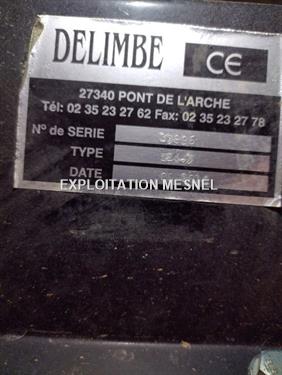 DELIMBE CE
27340 PONT DE L'ARCHE
Tél: 02 35 23 27 62 Fax: 02 35 23 27 78
N° de SERIE
TYPE
DATE
EXPLOITATION MESNEL